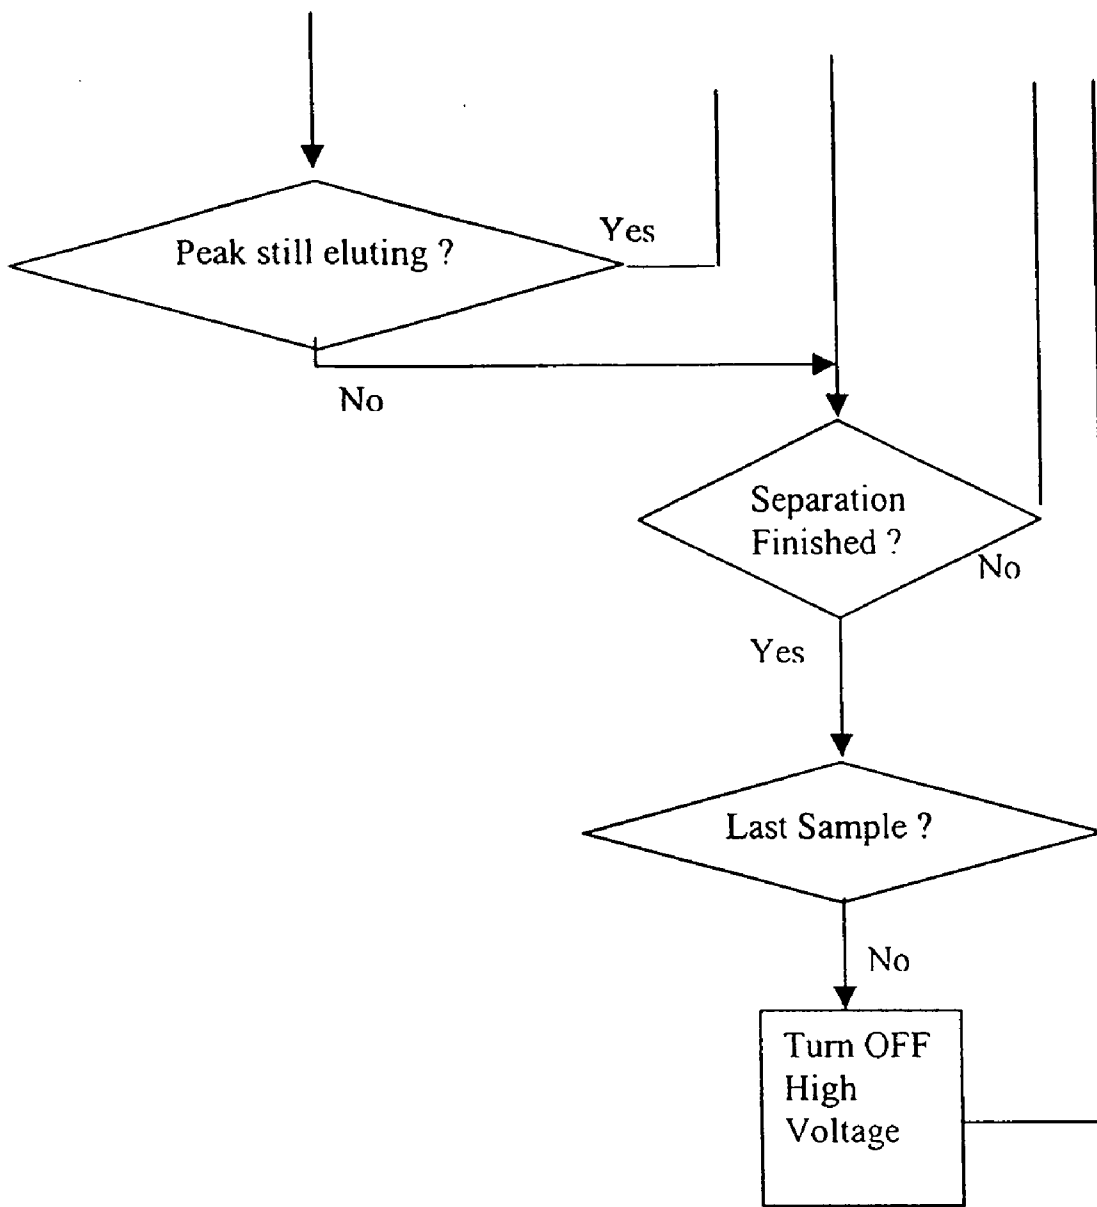 Yes
Peak still eluting ?
No
Separation
Finished ?
No
Yes
Last Sample ?
No
Turn OFF
High
Voltage